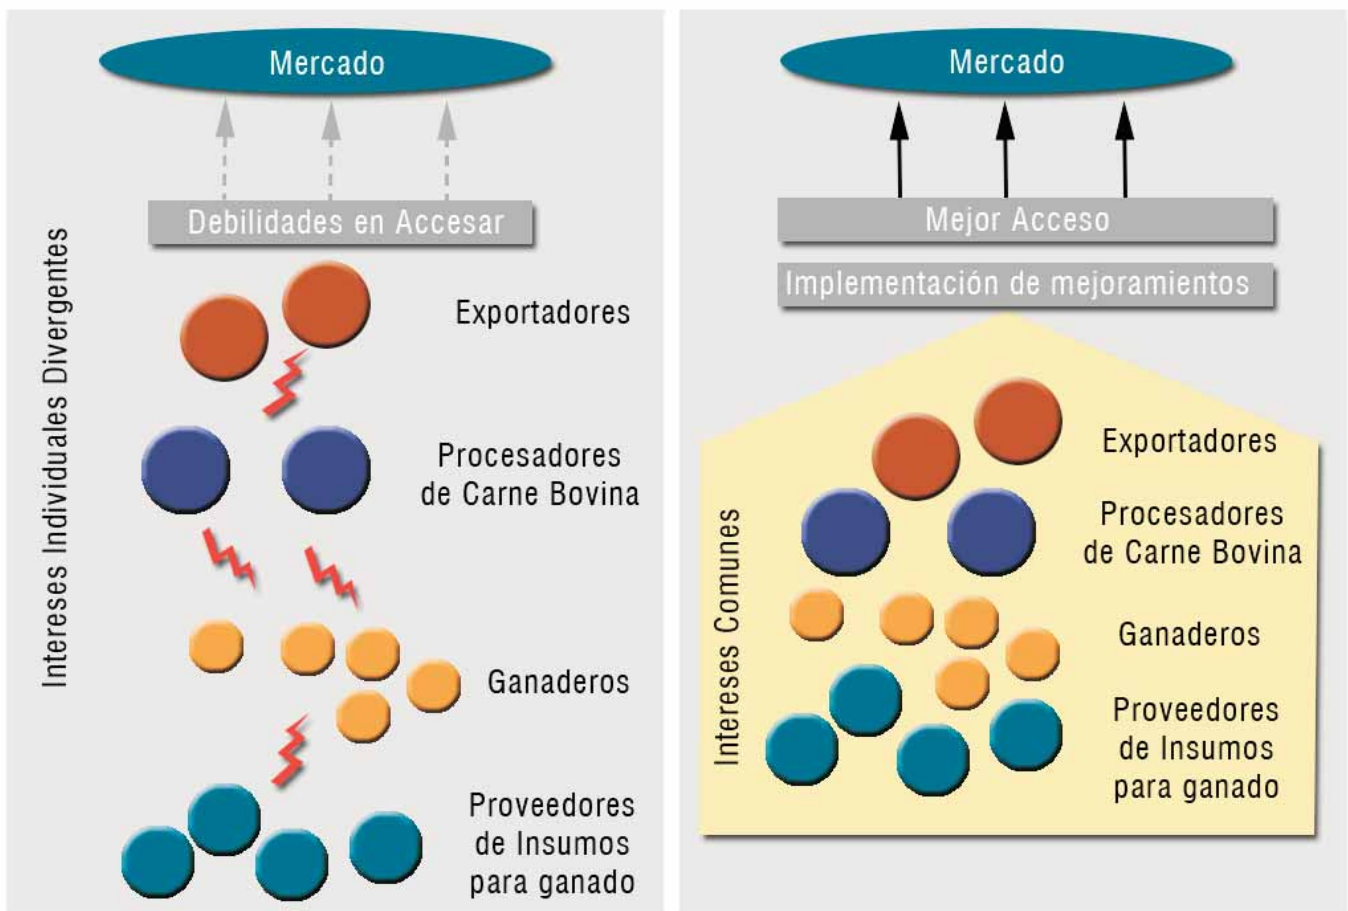 Mercado
Debilidades en Accesar
Intereses Individuales Divergentes
Exportadores
Procesadores
de Carne Bovina
Ganaderos
Proveedores
de Insumos
para ganado
Mercado
Mejor Acceso
Implementación de mejoramientos
Intereses Comunes
Exportadores
Procesadores
de Carne Bovina
Ganaderos
Proveedores
de Insumos
para ganado